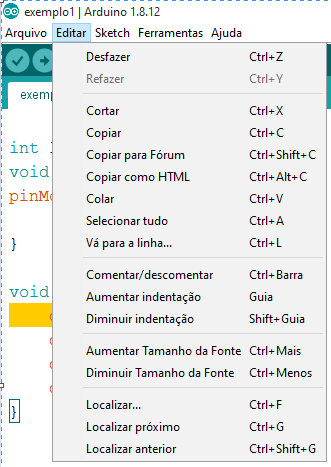 exemplo1 | Arduino 1.8.12
Arquivo Editar Sketch Ferramentas Ajuda
Desfazer Ctrl+Z
Refazer Ctrl+Y
exemp
Cortar Ctrl+X
Copiar Ctrl+C
int
Copiar para Fórum Ctrl+Shift+C
void
Copiar como HTML Ctrl+Alt+C
pinMo
Colar Ctrl+V
Selecionar tudo Ctrl+A
}
Vá para a linha... Ctrl+L
Comentar/descomentar Ctrl+Barra
void
Aumentar indentação Guia
Diminuir indentação Shift+Guia
Aumentar Tamanho da Fonte Ctrl+Mais
Diminuir Tamanho da Fonte Ctrl+Menos
Localizar... Ctrl+F
}
Localizar próximo Ctrl+G
Localizar anterior Ctrl+Shift+G